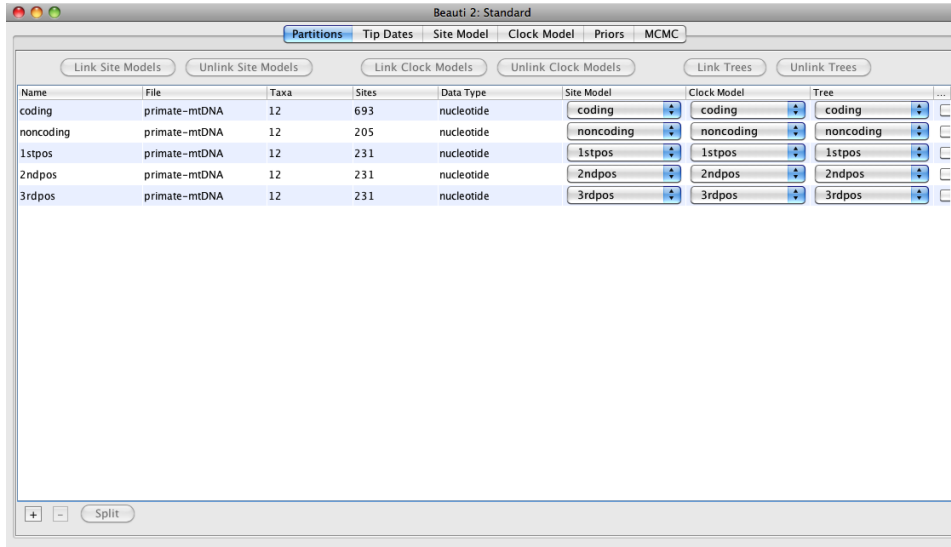 Beauti 2: Standard
Partitions Tip Dates Site Model Clock Model Priors MCMC
Link Site Models Unlink Site Models Link Clock Models Unlink Clock Models Link Trees Unlink Trees
Name File Taxa Sites Data Type Site Model Clock Model Tree ...
coding primate-mtDNA 12 693 nucleotide coding coding coding
noncoding primate-mtDNA 12 205 nucleotide noncoding noncoding noncoding
1stpos primate-mtDNA 12 231 nucleotide 1stpos 1stpos 1stpos
2ndpos primate-mtDNA 12 231 nucleotide 2ndpos 2ndpos 2ndpos
3rdpos primate-mtDNA 12 231 nucleotide 3rdpos 3rdpos 3rdpos
+ - Split